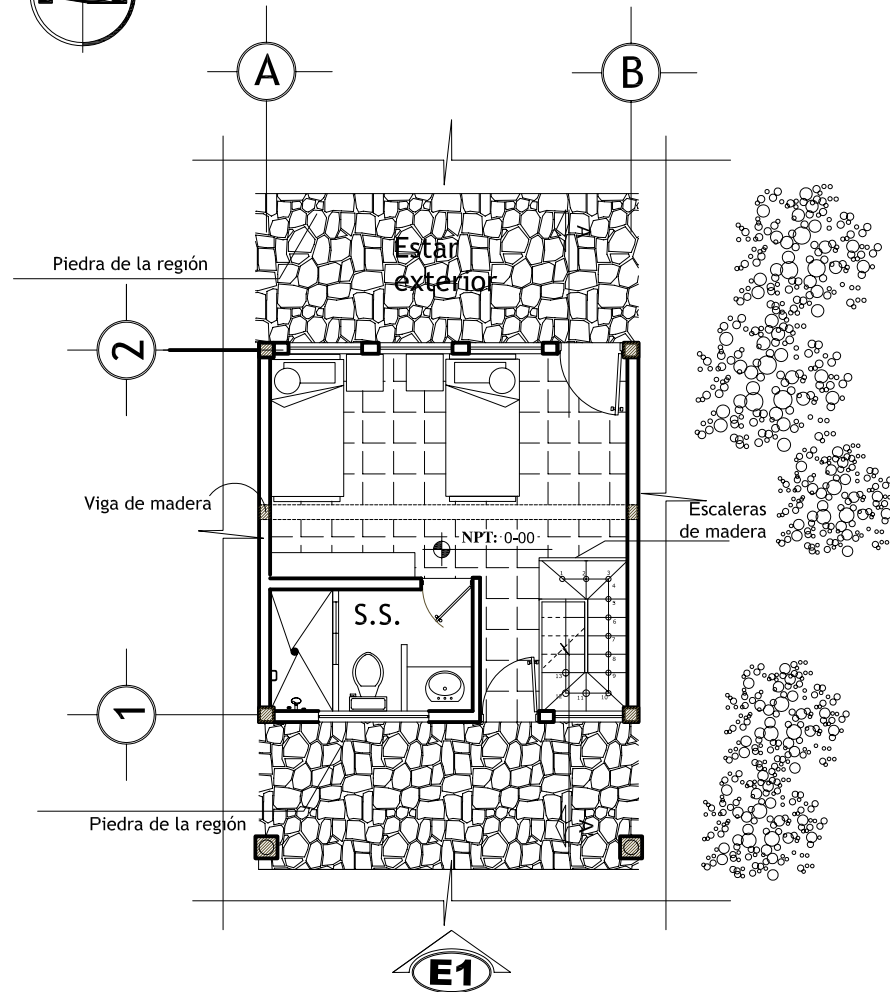 A
B
Piedra de la región
Estar
exterior
2
Viga de madera
Escaleras
de madera
NPT: 0-00
S.S.
1
Piedra de la región
E1